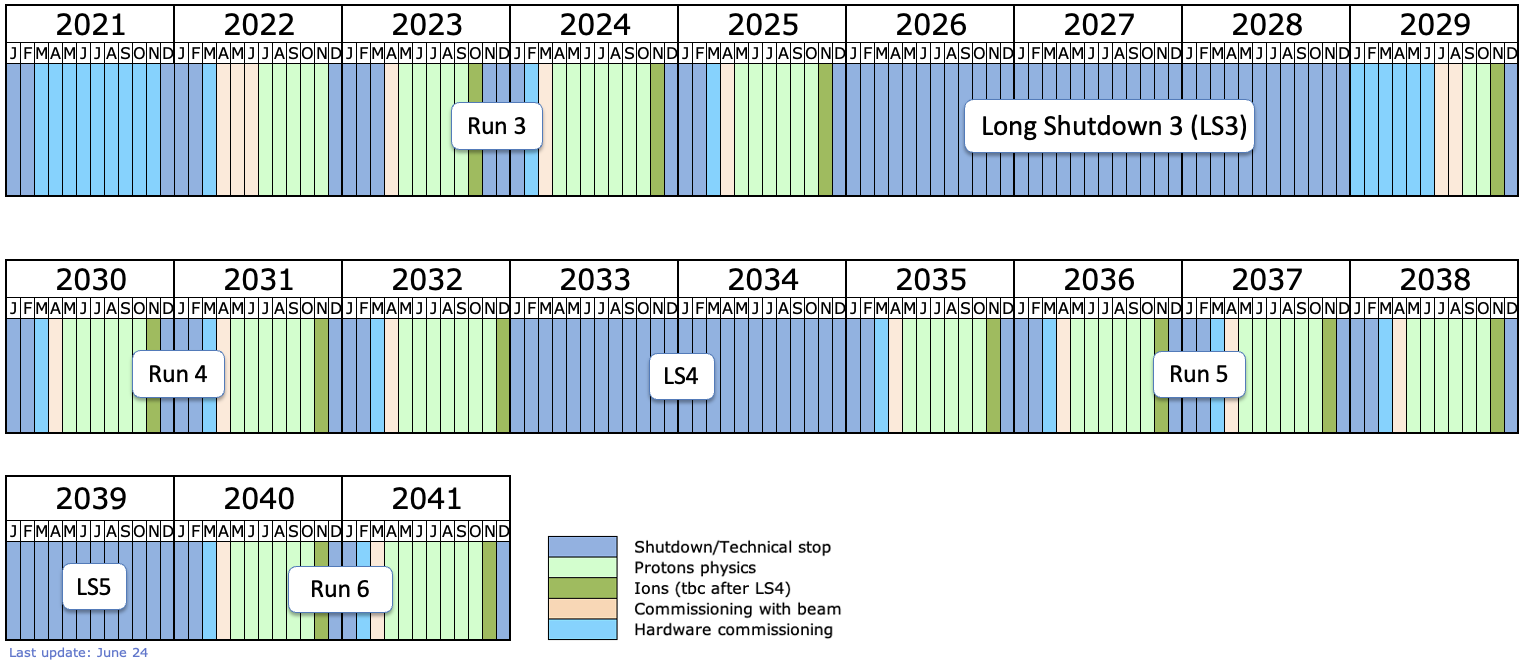 2021 2022 2023 2024 2025 2026 2027 2028 2029
J F M A M J J A S O N D J F M A M J J A S O N D J F M A M J J A S O N D J F M A M J J A S O N D J F M A M J J A S O N D J F M A M J J A S O N D J F M A M J J A S O N D J F M A M J J A S O N D J F M A M J J A S O N D
Run 3 Long Shutdown 3 (LS3)
2030 2031 2032 2033 2034 2035 2036 2037 2038
J F M A M J J A S O N D J F M A M J J A S O N D J F M A M J J A S O N D J F M A M J J A S O N D J F M A M J J A S O N D J F M A M J J A S O N D J F M A M J J A S O N D J F M A M J J A S O N D J F M A M J J A S O N D
Run 4 LS4 Run 5
2039 2040 2041
J F M A M J J A S O N D J F M A M J J A S O N D J F M A M J J A S O N D
LS5 Run 6
Shutdown/Technical stop
Protons physics
Ions (tbc after LS4)
Commissioning with beam
Hardware commissioning
Last update: June 24